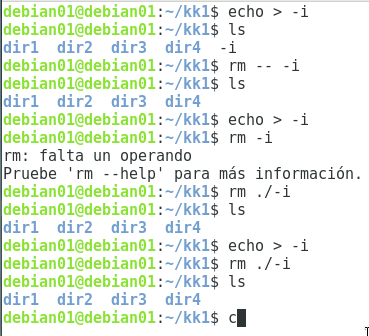 debian01@debian01:~/kk1$ echo > -i
debian01@debian01:~/kk1$ ls
dir1  dir2  dir3  dir4  -i
debian01@debian01:~/kk1$ rm -- -i
debian01@debian01:~/kk1$ ls
dir1  dir2  dir3  dir4
debian01@debian01:~/kk1$ echo > -i
debian01@debian01:~/kk1$ rm -i
rm: falta un operando
Pruebe 'rm --help' para más información.
debian01@debian01:~/kk1$ rm ./-i
debian01@debian01:~/kk1$ ls
dir1  dir2  dir3  dir4
debian01@debian01:~/kk1$ echo > -i
debian01@debian01:~/kk1$ rm ./-i
debian01@debian01:~/kk1$ ls
dir1  dir2  dir3  dir4
debian01@debian01:~/kk1$ c